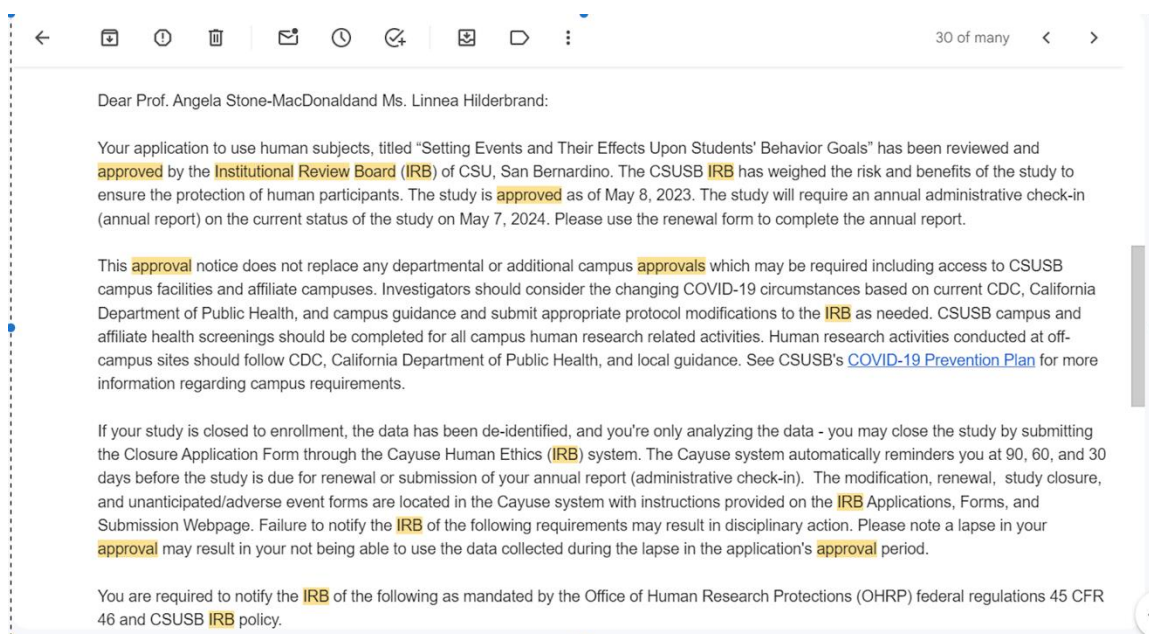 30 of many
Dear Prof. Angela Stone-MacDonaldand Ms. Linnea Hilderbrand:
Your application to use human subjects, titled “Setting Events and Their Effects Upon Students' Behavior Goals” has been reviewed and
approved by the Institutional Review Board (IRB) of CSU, San Bernardino. The CSUSB IRB has weighed the risk and benefits of the study to
ensure the protection of human participants. The study is approved as of May 8, 2023. The study will require an annual administrative check-in
(annual report) on the current status of the study on May 7, 2024. Please use the renewal form to complete the annual report.
This approval notice does not replace any departmental or additional campus approvals which may be required including access to CSUSB
campus facilities and affiliate campuses. Investigators should consider the changing COVID-19 circumstances based on current CDC, California
Department of Public Health, and campus guidance and submit appropriate protocol modifications to the IRB as needed. CSUSB campus and
affiliate health screenings should be completed for all campus human research related activities. Human research activities conducted at off-
campus sites should follow CDC, California Department of Public Health, and local guidance. See CSUSB's COVID-19 Prevention Plan for more
information regarding campus requirements.
If your study is closed to enrollment, the data has been de-identified, and you're only analyzing the data - you may close the study by submitting
the Closure Application Form through the Cayuse Human Ethics (IRB) system. The Cayuse system automatically reminders you at 90, 60, and 30
days before the study is due for renewal or submission of your annual report (administrative check-in). The modification, renewal, study closure,
and unanticipated/adverse event forms are located in the Cayuse system with instructions provided on the IRB Applications, Forms, and
Submission Webpage. Failure to notify the IRB of the following requirements may result in disciplinary action. Please note a lapse in your
approval may result in your not being able to use the data collected during the lapse in the application's approval period.
You are required to notify the IRB of the following as mandated by the Office of Human Research Protections (OHRP) federal regulations 45 CFR
46 and CSUSB IRB policy.